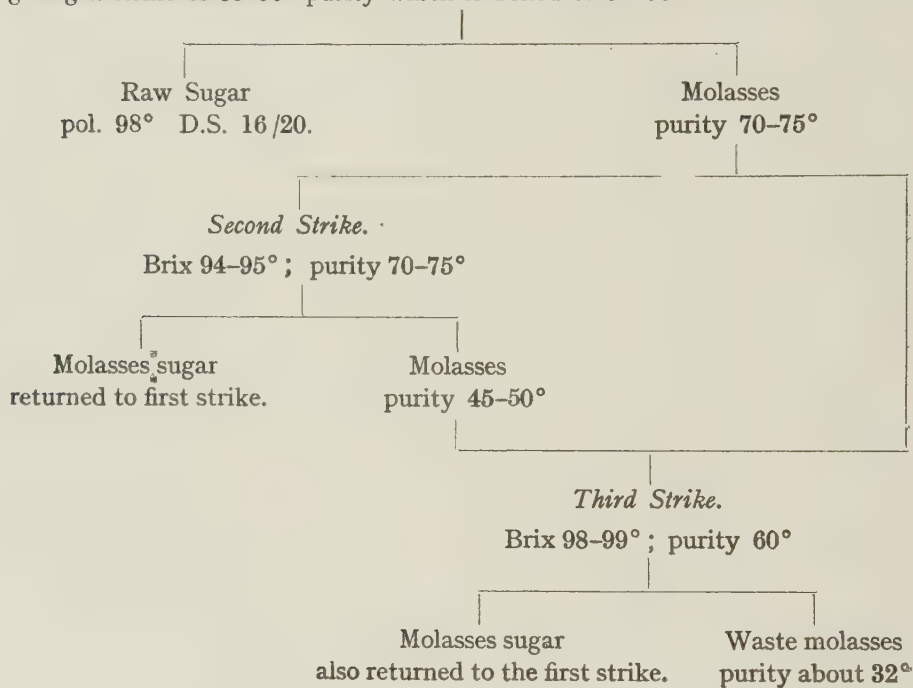 Raw Sugar
pol. 98° D.S. 16/20.
Molasses
purity 70–75°
Second Strike.
Brix 94–95°; purity 70–75°
Molasses sugar
returned to first strike.
Molasses
purity 45–50°
Third Strike.
Brix 98–99°; purity 60°
Molasses sugar
also returned to the first strike.
Waste molasses
purity about 32°